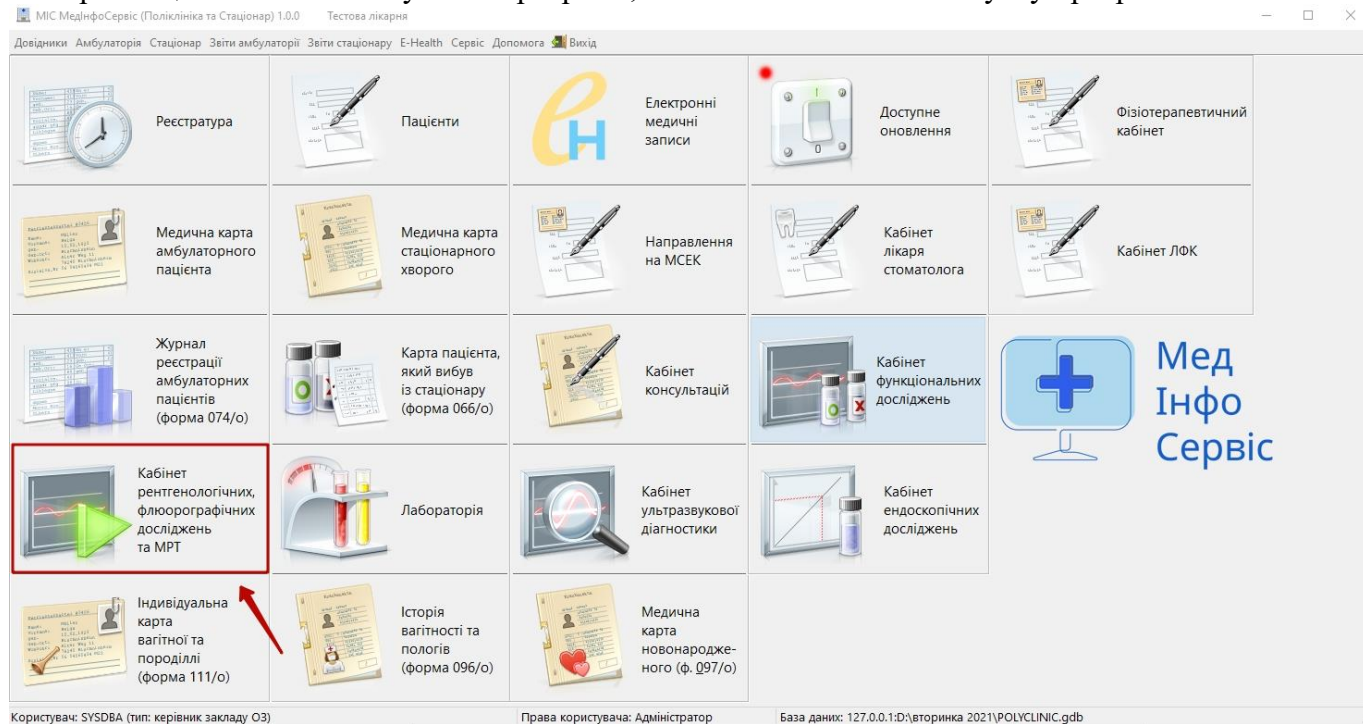 МІС МедІнфоСервіс (Поліклініка та Стаціонар) 1.0.0 Тестова лікарня
Довідники Амбулаторія Стаціонар Звіти амбулаторії Звіти стаціонару E-Health Сервіс Допомога Вихід
Реєстратура
Пацієнти
Електронні
медичні
записи
Доступне
оновлення
Фізіотерапевтичний
кабінет
Медична карта
амбулаторного
пацієнта
Медична карта
стаціонарного
хворого
Направлення
на МСЕК
Кабінет
лікаря
стоматолога
Кабінет ЛФК
Журнал
реєстрації
амбулаторних
пацієнтів
(форма 074/о)
Карта пацієнта,
який вибув
із стаціонару
(форма 066/о)
Кабінет
консультацій
Кабінет
функціональних
досліджень
Мед
Інфо
Сервіс
Кабінет
рентгенологічних,
флюорографічних
досліджень
та МРТ
Лабораторія
Кабінет
ультразвукової
діагностики
Кабінет
ендоскопічних
досліджень
Індивідуальна
карта
вагітної та
породіллі
(форма 111/о)
Історія
вагітності та
пологів
(форма 096/о)
Медична
карта
новонародже-
ного (ф. 097/о)
Користувач: SYSDBA (тип: керівник закладу ОЗ) Права користувача: Адміністратор База даних: 127.0.0.1:D:\вторинка 2021\POLYCLINIC.gdb